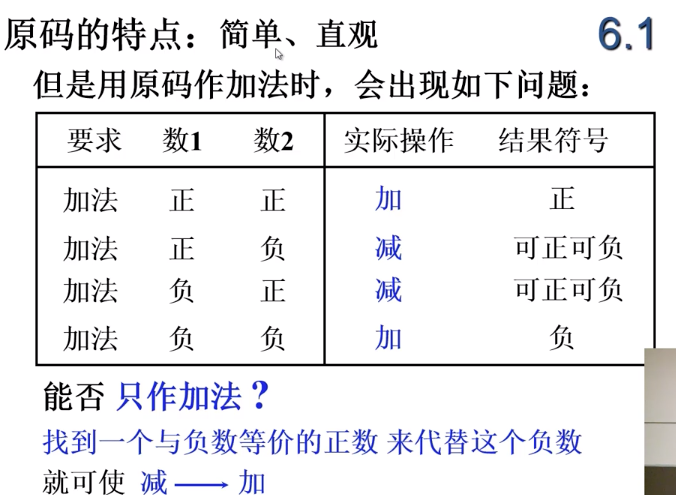 原码的特点：简单、直观 6.1
但是用原码作加法时，会出现如下问题：
要求 数1 数2 实际操作 结果符号
加法 正 正 加 正
加法 正 负 减 可正可负
加法 负 正 减 可正可负
加法 负 负 加 负
能否 只作加法？
找到一个与负数等价的正数 来代替这个负数
就可使 减 → 加